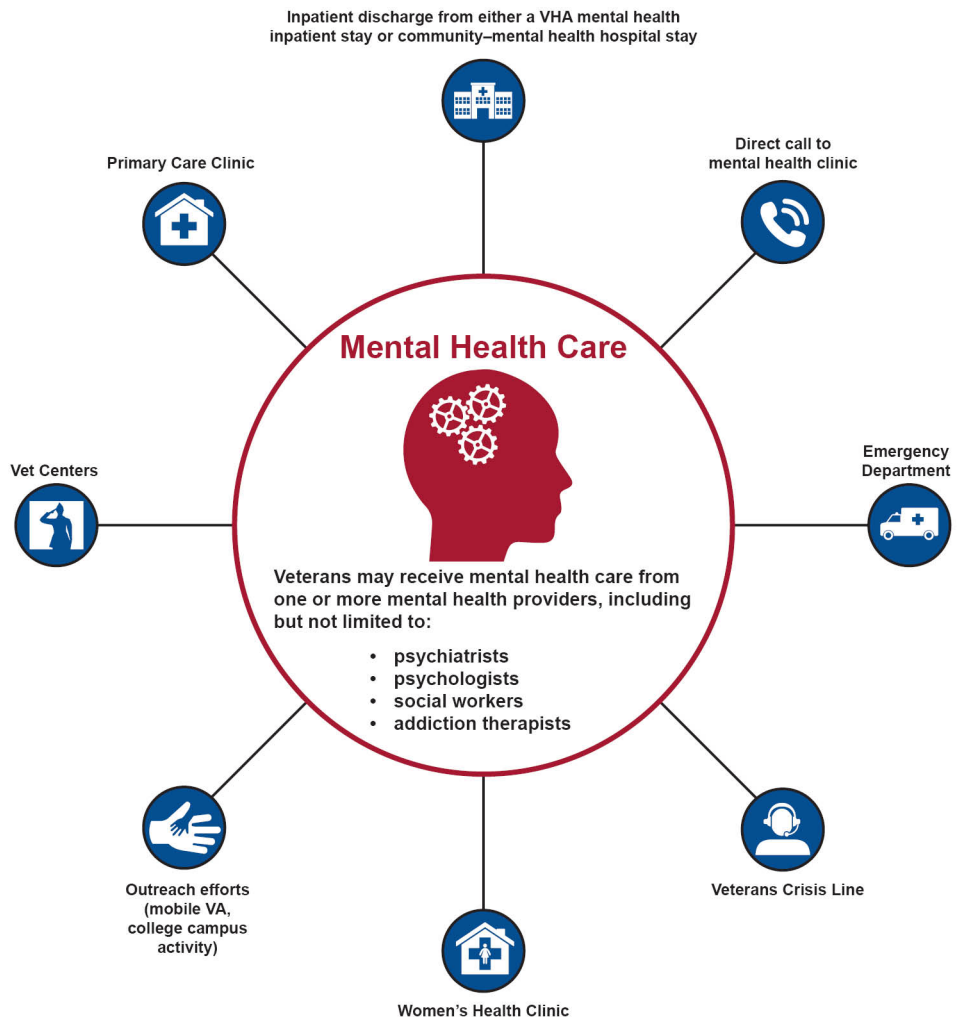 Inpatient discharge from either a VHA mental health
inpatient stay or community–mental health hospital stay
Primary Care Clinic
Direct call to
mental health clinic
Vet Centers
Emergency
Department
Mental Health Care
Veterans may receive mental health care from
one or more mental health providers, including
but not limited to:
• psychiatrists
• psychologists
• social workers
• addiction therapists
Outreach efforts
(mobile VA,
college campus
activity)
Veterans Crisis Line
Women’s Health Clinic